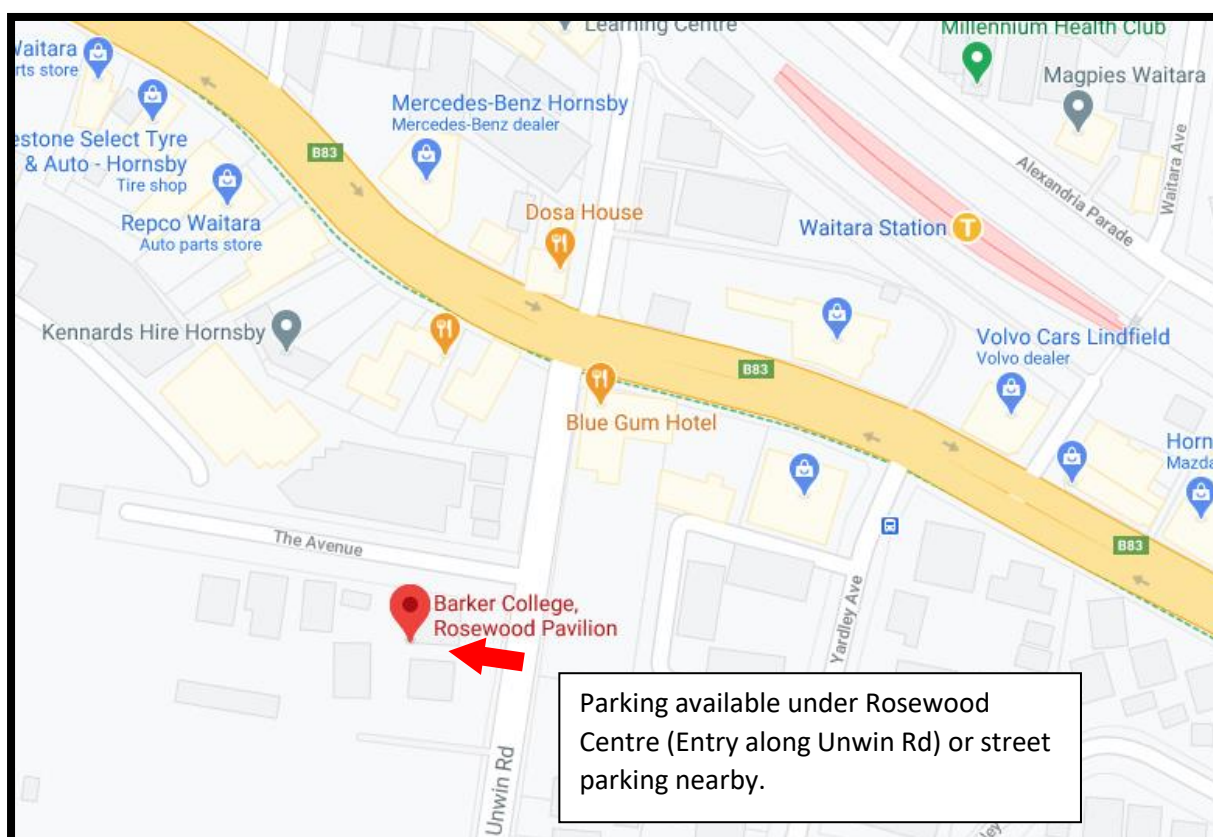 Learning Centre
Millennium Health Club
Waitara
rts store
Magpies Waitara
Mercedes-Benz Hornsby
Mercedes-Benz dealer
estone Select Tyre
& Auto - Hornsby
Tire shop
B83
Alexandria Parade
Waitara Ave
Repco Waitara
Auto parts store
Dosa House
Waitara Station
T
Kennards Hire Hornsby
Volvo Cars Lindfield
Volvo dealer
B83
Blue Gum Hotel
Horn
Mazda
The Avenue
B83
Barker College,
Rosewood Pavilion
Yardley Ave
Unwin Rd
Parking available under Rosewood
Centre (Entry along Unwin Rd) or street
parking nearby.